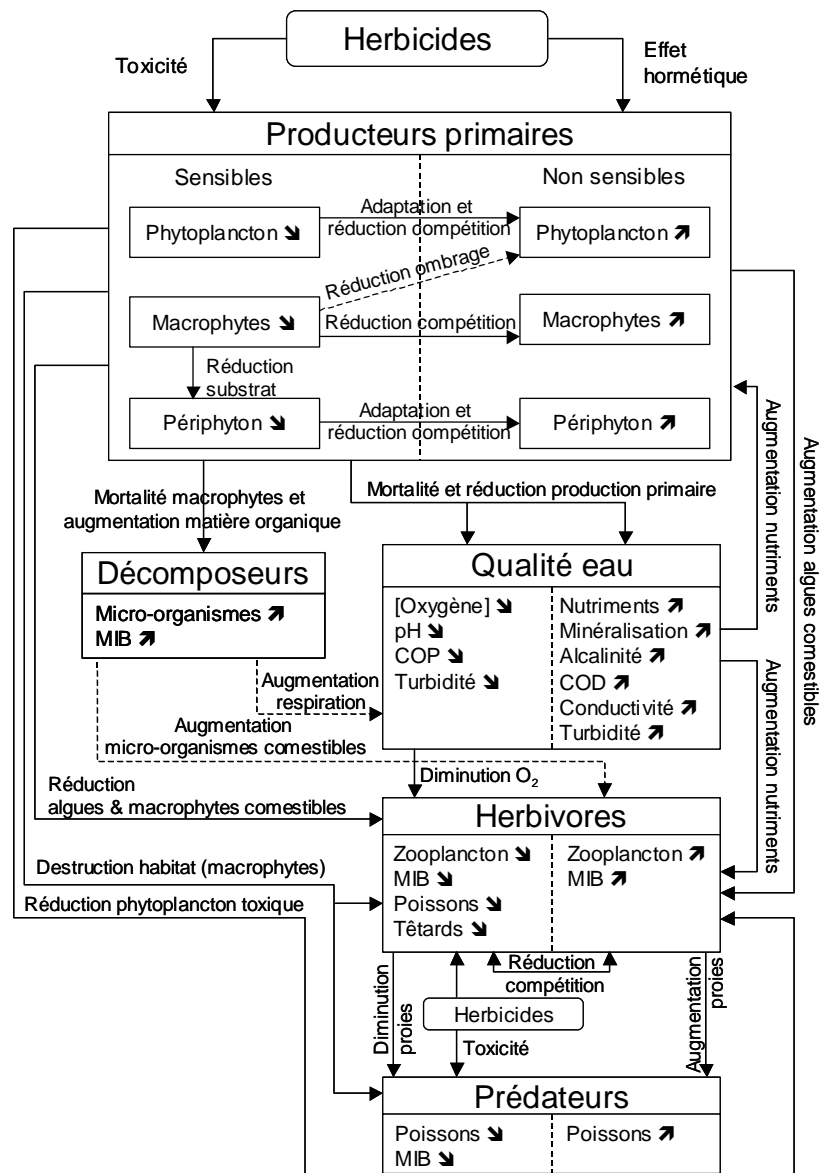 Herbicides
Toxicité
Effet
hormétique
Producteurs primaires
Sensibles
Non sensibles
Phytoplancton ↘
Adaptation et
réduction compétition
Phytoplancton ↗
Réduction ombrage
Macrophytes ↘
Réduction compétition
Macrophytes ↗
Réduction
substrat
Périphyton ↘
Adaptation et
réduction compétition
Périphyton ↗
Augmentation nutriments
Augmentation algues comestibles
Mortalité macrophytes et
augmentation matière organique
Mortalité et réduction production primaire
Décomposeurs
Micro-organismes ↗
MIB ↗
Qualité eau
[Oxygène] ↘
pH ↘
COP ↘
Turbidité ↘
Nutriments ↗
Minéralisation ↗
Alcalinité ↗
COD ↗
Conductivité ↗
Turbidité ↗
Augmentation
respiration
Augmentation
micro-organismes comestibles
Augmentation nutriments
Diminution O₂
Réduction
algues & macrophytes comestibles
Herbivores
Zooplancton ↘
MIB ↘
Poissons ↘
Têtards ↘
Zooplancton ↗
MIB ↗
Destruction habitat (macrophytes)
Réduction phytoplancton toxique
Diminution
proies
Réduction
compétition
Herbicides
Toxicité
Augmentation
proies
Prédateurs
Poissons ↘
MIB ↘
Poissons ↗